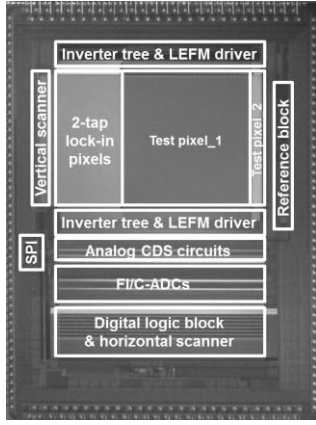 Inverter tree & LEFM driver
Vertical scanner
2-tap
lock-in
pixels
Test pixel_1
Test pixel_2
Reference block
Inverter tree & LEFM driver
SPI
Analog CDS circuits
FI/C-ADCs
Digital logic block
& horizontal scanner